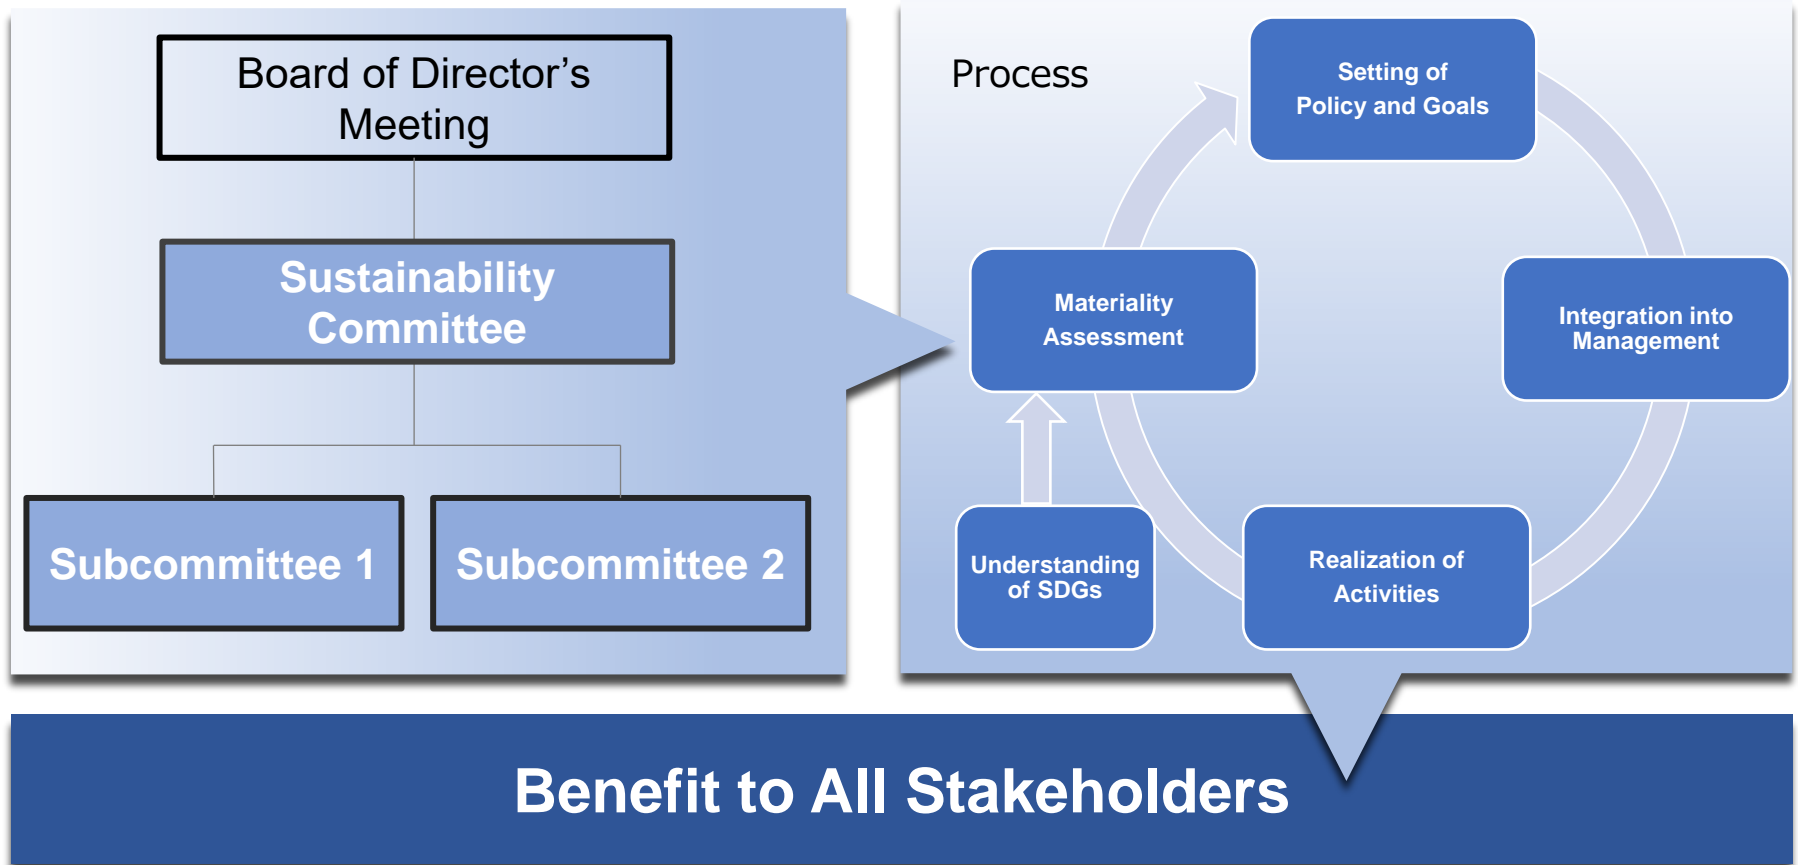 Board of Director’s
Meeting
Sustainability
Committee
Subcommittee 1
Subcommittee 2
Process
Setting of
Policy and Goals
Materiality
Assessment
Integration into
Management
Understanding
of SDGs
Realization of
Activities
Benefit to All Stakeholders